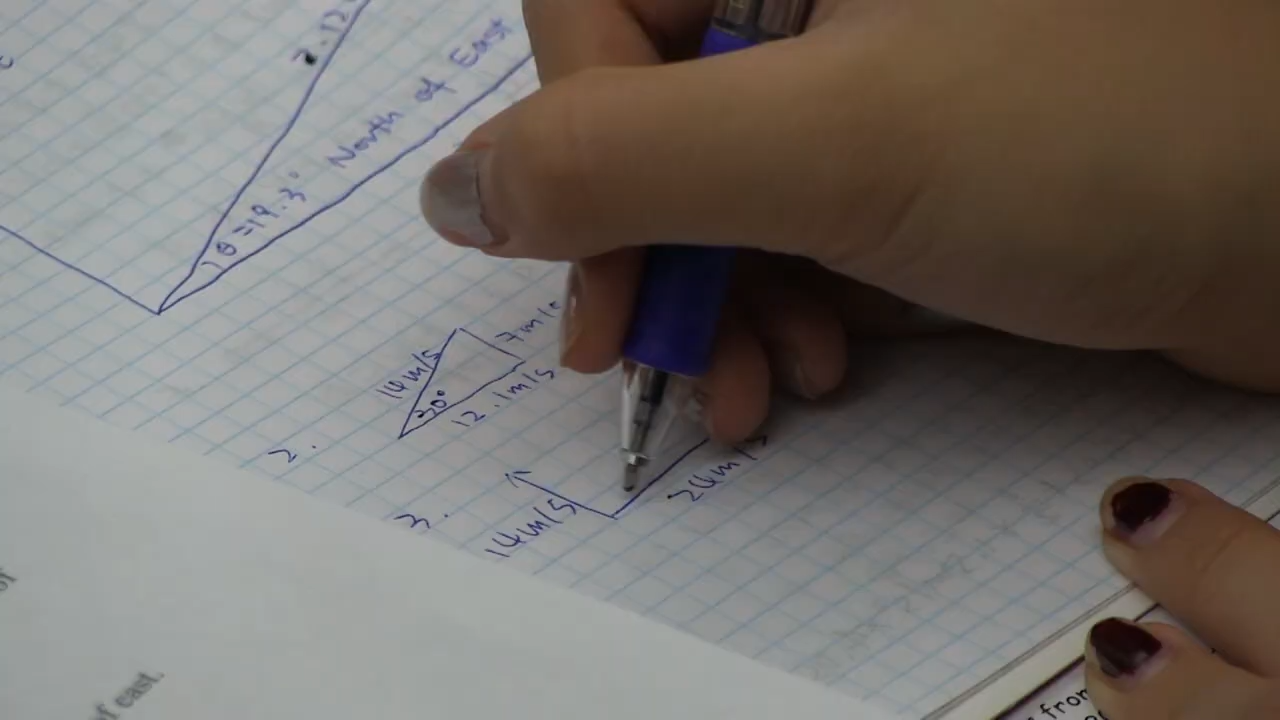 2.12
θ=19.3° North of East
2.
14m/s
7m/s
30°
12.1m/s
3.
14m/s
24m/s
of
of east.
from